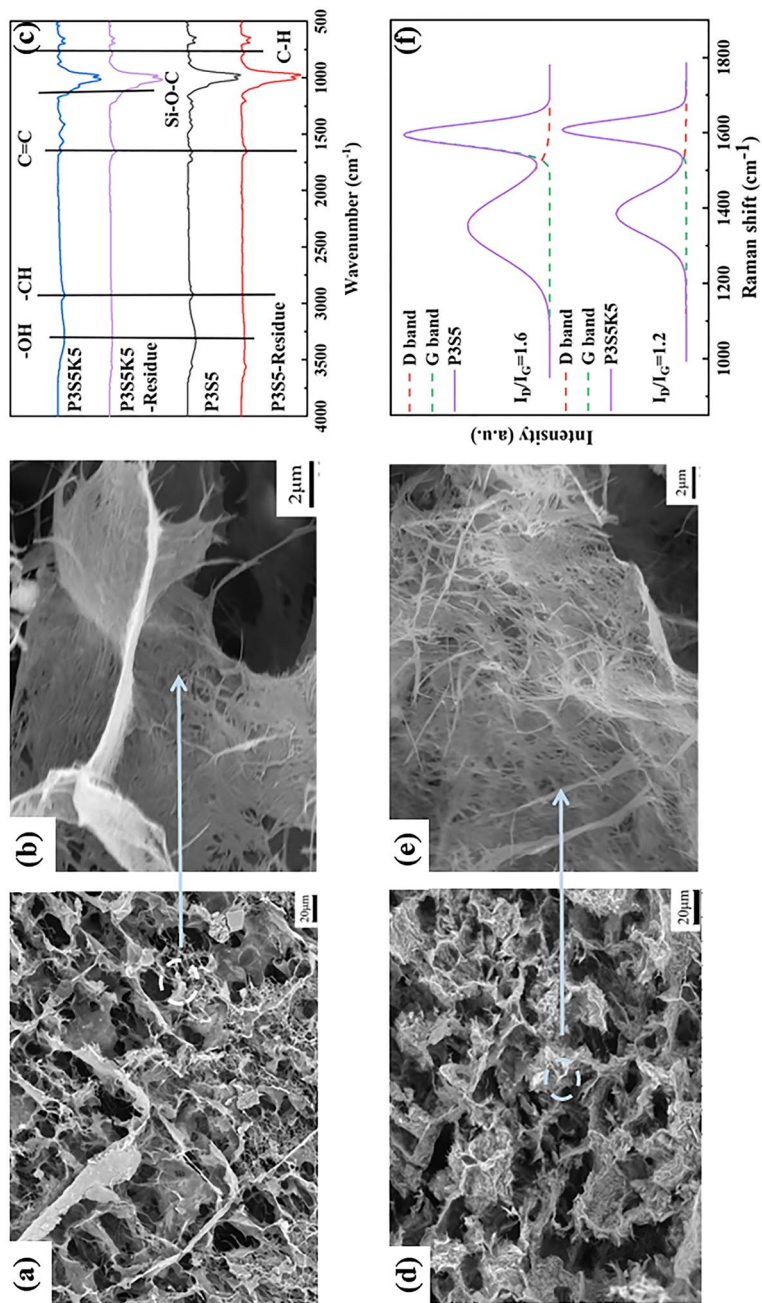 (a)
20μm
(b)
2μm
(c)
-OH
-CH
C=C
Si-O-C
C-H
P3S5K5
P3S5K5
-Residue
P3S5
P3S5-Residue
4000 3500 3000 2500 2000 1500 1000 500
Wavenumber (cm-1)
(d)
20μm
(e)
2μm
(f)
D band
G band
P3S5
I_D/I_G=1.6
D band
G band
P3S5K5
I_D/I_G=1.2
Intensity (a.u.)
1000 1200 1400 1600 1800
Raman shift (cm-1)